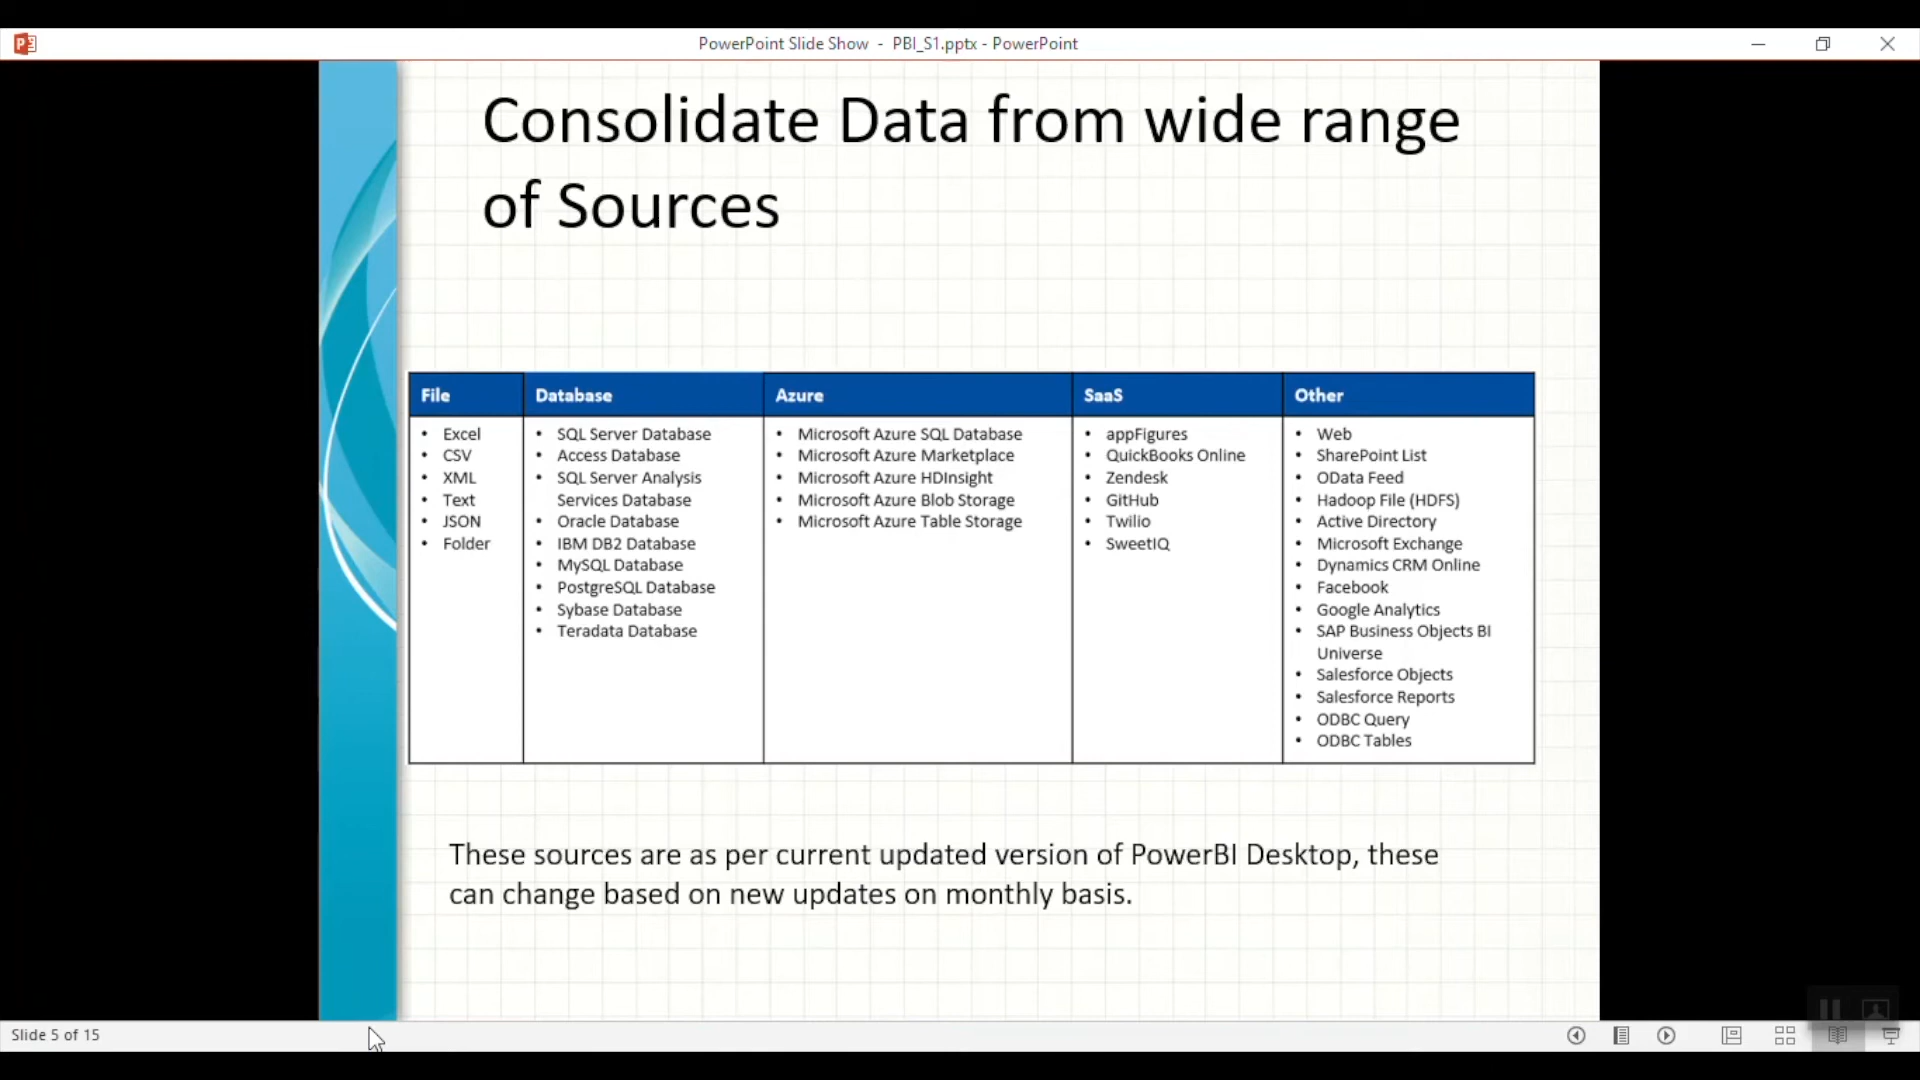 PowerPoint Slide Show - PBI_S1.pptx - PowerPoint
Consolidate Data from wide range
of Sources
File
• Excel
• CSV
• XML
• Text
• JSON
• Folder
Database
• SQL Server Database
• Access Database
• SQL Server Analysis
Services Database
• Oracle Database
• IBM DB2 Database
• MySQL Database
• PostgreSQL Database
• Sybase Database
• Teradata Database
Azure
• Microsoft Azure SQL Database
• Microsoft Azure Marketplace
• Microsoft Azure HDInsight
• Microsoft Azure Blob Storage
• Microsoft Azure Table Storage
SaaS
• appFigures
• QuickBooks Online
• Zendesk
• GitHub
• Twilio
• SweetIQ
Other
• Web
• SharePoint List
• OData Feed
• Hadoop File (HDFS)
• Active Directory
• Microsoft Exchange
• Dynamics CRM Online
• Facebook
• Google Analytics
• SAP Business Objects BI
Universe
• Salesforce Objects
• Salesforce Reports
• ODBC Query
• ODBC Tables
These sources are as per current updated version of PowerBI Desktop, these
can change based on new updates on monthly basis.
Slide 5 of 15